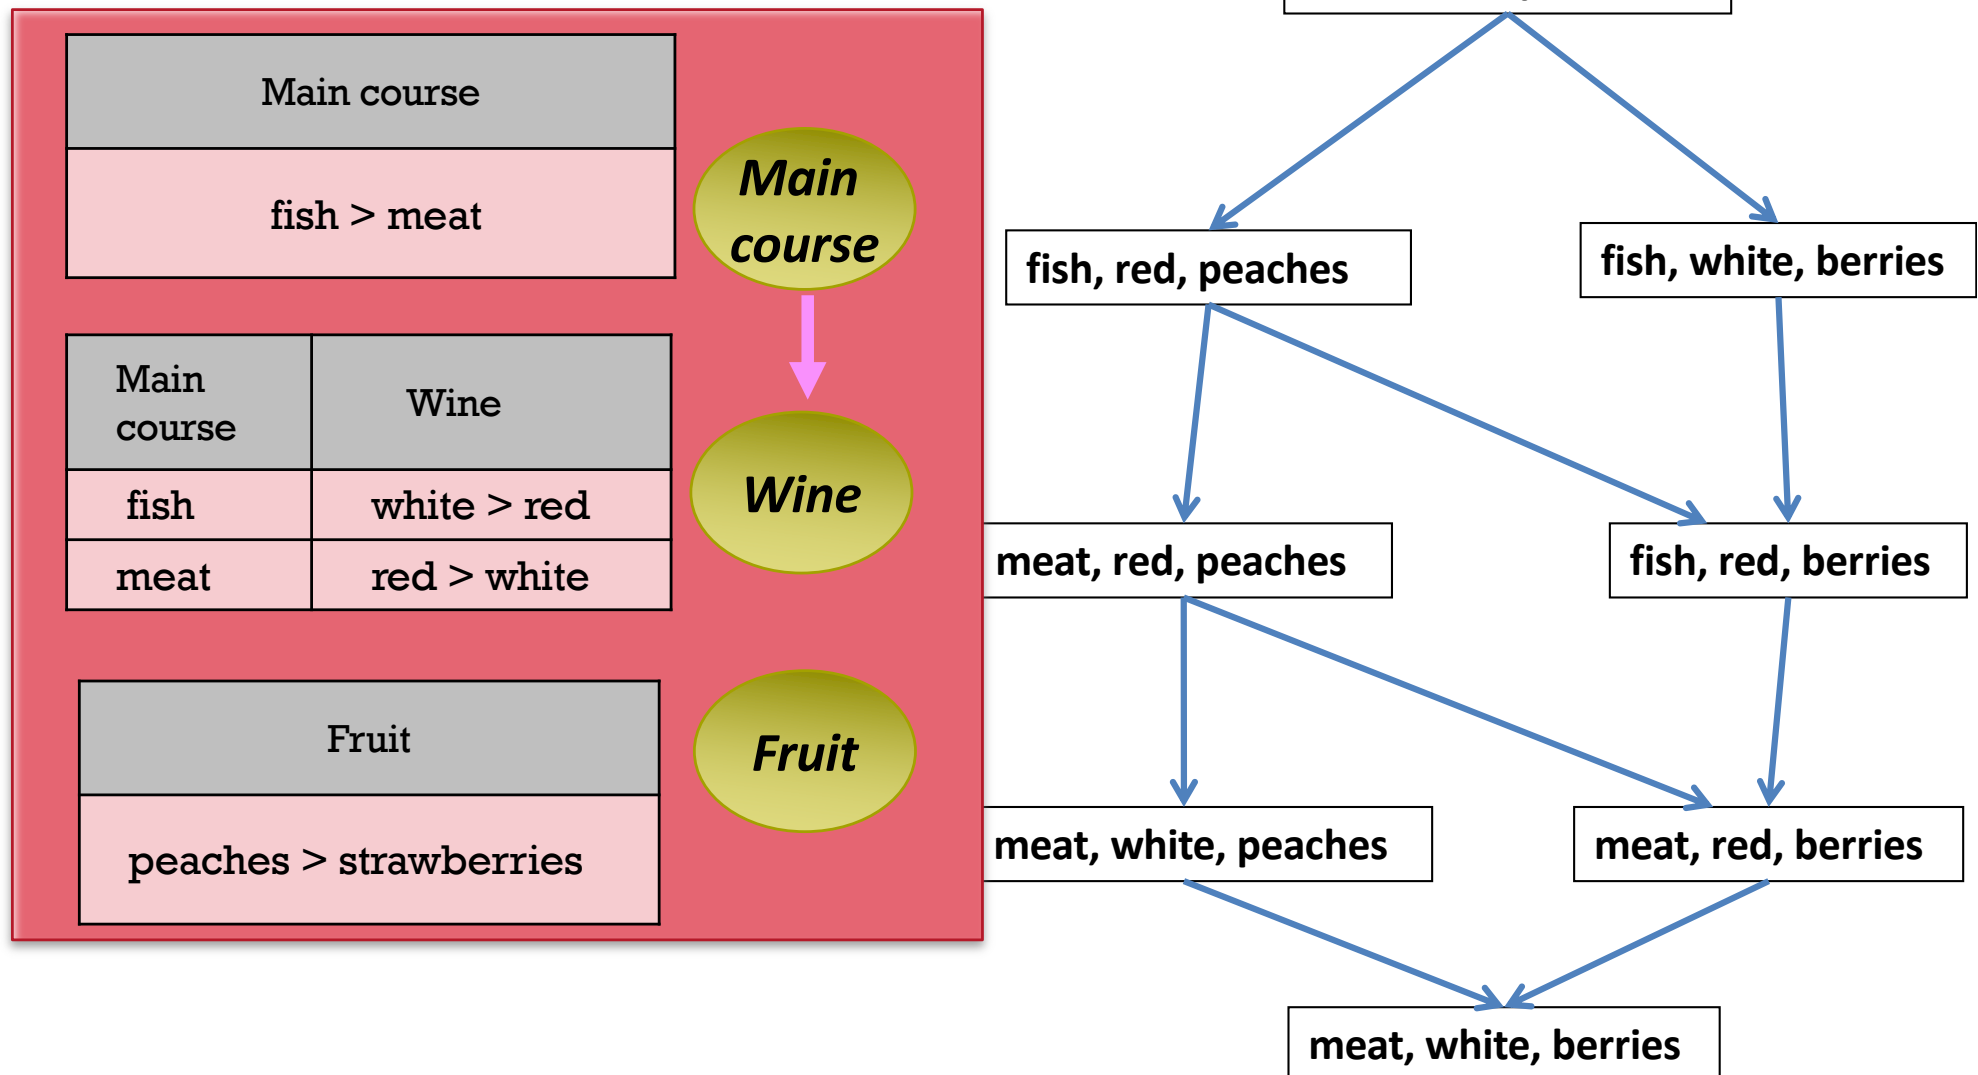 Main course
fish > meat
Main
course
Wine
fish
white > red
meat
red > white
Fruit
peaches > strawberries
Main
course
Wine
Fruit
fish, red, peaches
fish, white, berries
meat, red, peaches
fish, red, berries
meat, white, peaches
meat, red, berries
meat, white, berries